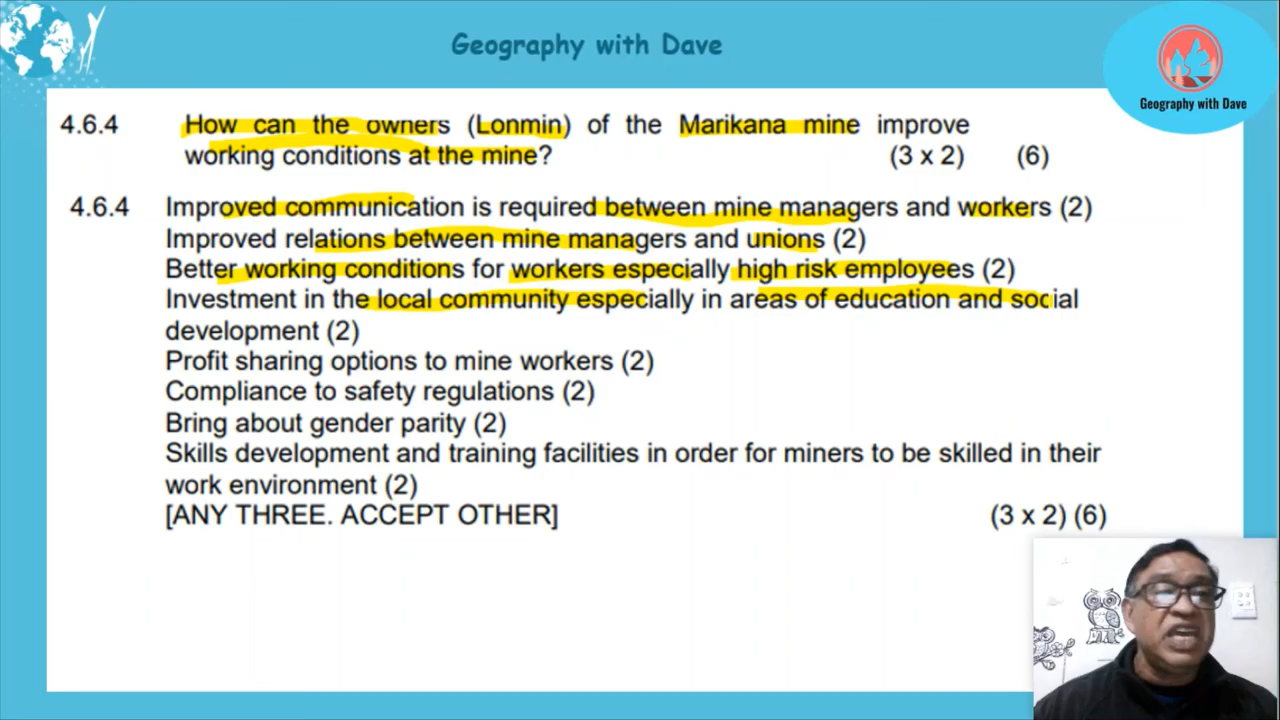 Geography with Dave
Geography with Dave
4.6.4 How can the owners (Lonmin) of the Marikana mine improve
working conditions at the mine? (3 x 2) (6)
4.6.4 Improved communication is required between mine managers and workers (2)
Improved relations between mine managers and unions (2)
Better working conditions for workers especially high risk employees (2)
Investment in the local community especially in areas of education and social
development (2)
Profit sharing options to mine workers (2)
Compliance to safety regulations (2)
Bring about gender parity (2)
Skills development and training facilities in order for miners to be skilled in their
work environment (2)
[ANY THREE. ACCEPT OTHER] (3 x 2) (6)